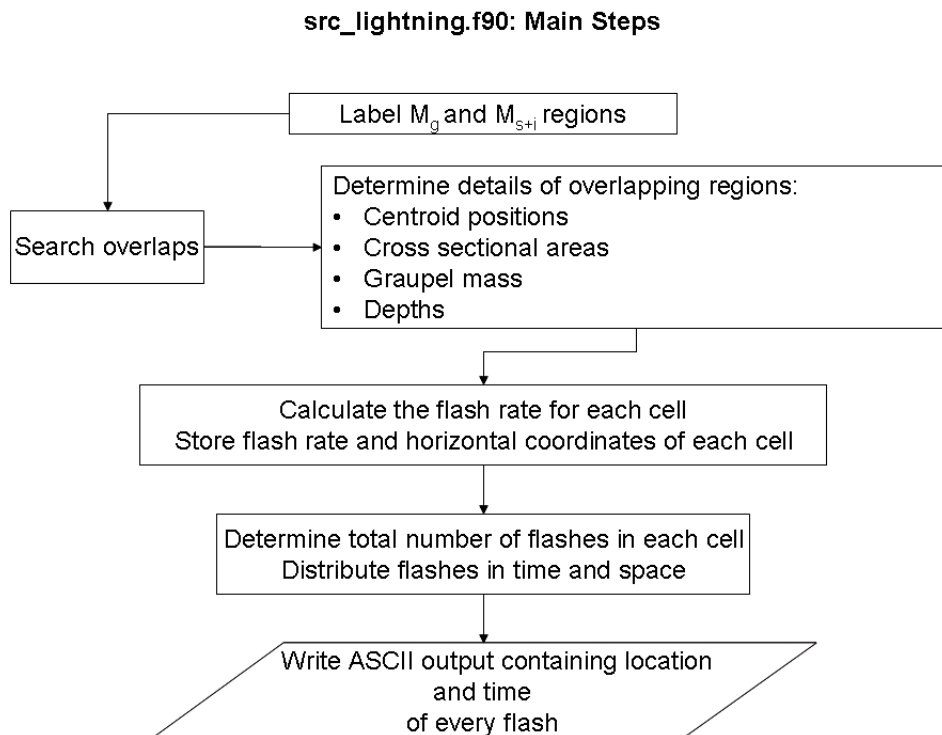 src_lightning.f90: Main Steps
Label Mg and Ms+i regions
Search overlaps
Determine details of overlapping regions:
• Centroid positions
• Cross sectional areas
• Graupel mass
• Depths
Calculate the flash rate for each cell
Store flash rate and horizontal coordinates of each cell
Determine total number of flashes in each cell
Distribute flashes in time and space
Write ASCII output containing location
and time
of every flash